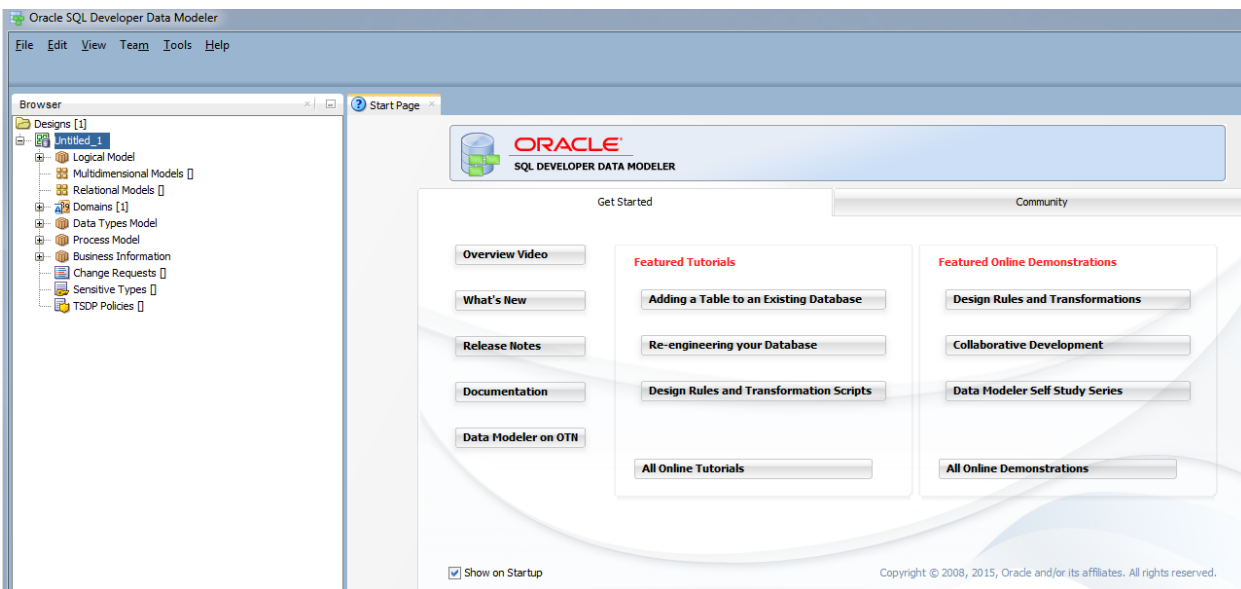 Oracle SQL Developer Data Modeler
File Edit View Team Tools Help
Browser
Designs [1]
Untitled_1
Logical Model
Multidimensional Models []
Relational Models []
Domains [1]
Data Types Model
Process Model
Business Information
Change Requests []
Sensitive Types []
TSDP Policies []
Start Page
ORACLE
SQL DEVELOPER DATA MODELER
Get Started
Community
Overview Video
What's New
Release Notes
Documentation
Data Modeler on OTN
Featured Tutorials
Adding a Table to an Existing Database
Re-engineering your Database
Design Rules and Transformation Scripts
All Online Tutorials
Featured Online Demonstrations
Design Rules and Transformations
Collaborative Development
Data Modeler Self Study Series
All Online Demonstrations
Show on Startup
Copyright © 2008, 2015, Oracle and/or its affiliates. All rights reserved.